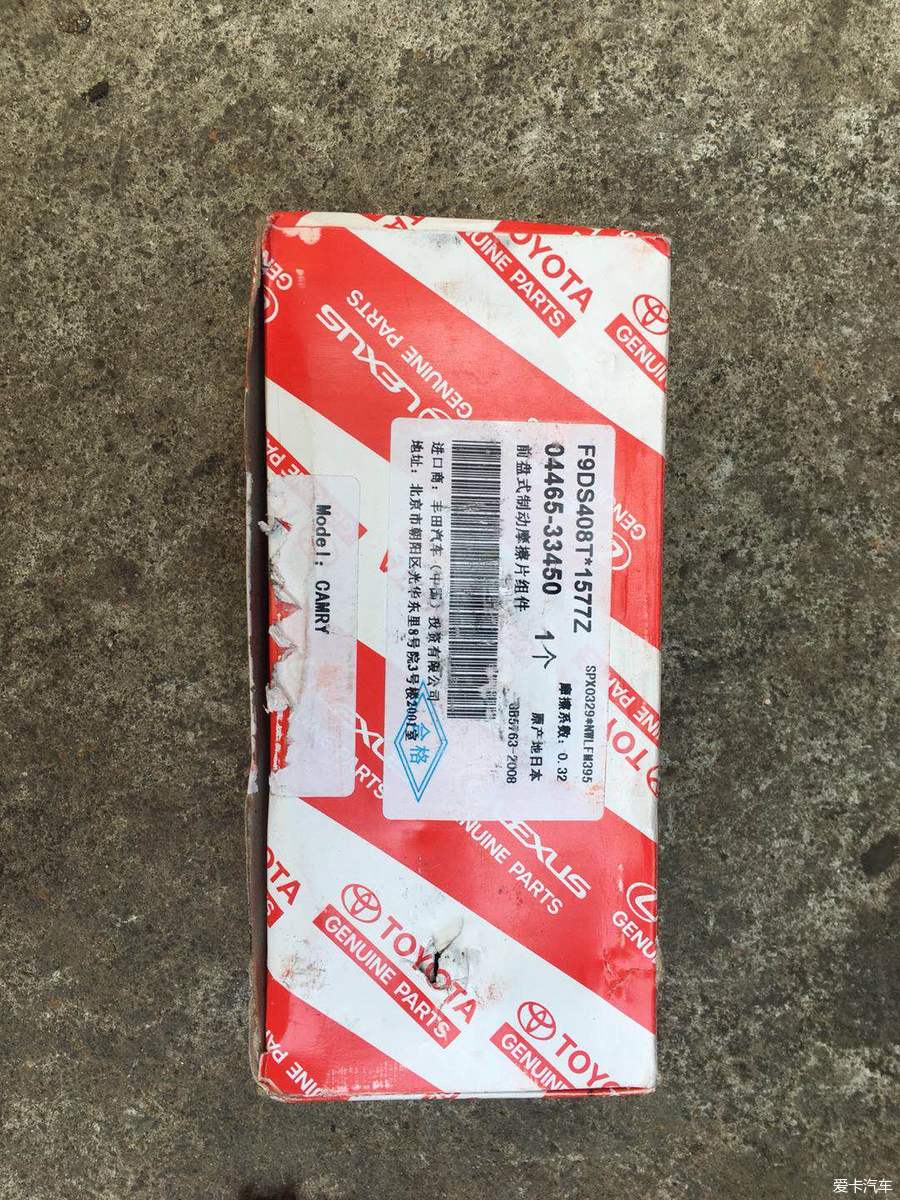 F9DS408T*1577Z
SPX0329*NWLFM395
04465-33450
1个
摩擦系数: 0.32
前盘式制动摩擦片组件
原产地日本
GB5763-2008
进口商: 丰田汽车(中国)投资有限公司
地址: 北京市朝阳区光华东里8号院3号楼2001室
合格
Model: CAMRY
TOYOTA
GENUINE PARTS
LEXUS
GENUINE PARTS
LEXUS
GENUINE PARTS
TOYOTA
GENUINE PARTS
爱卡汽车